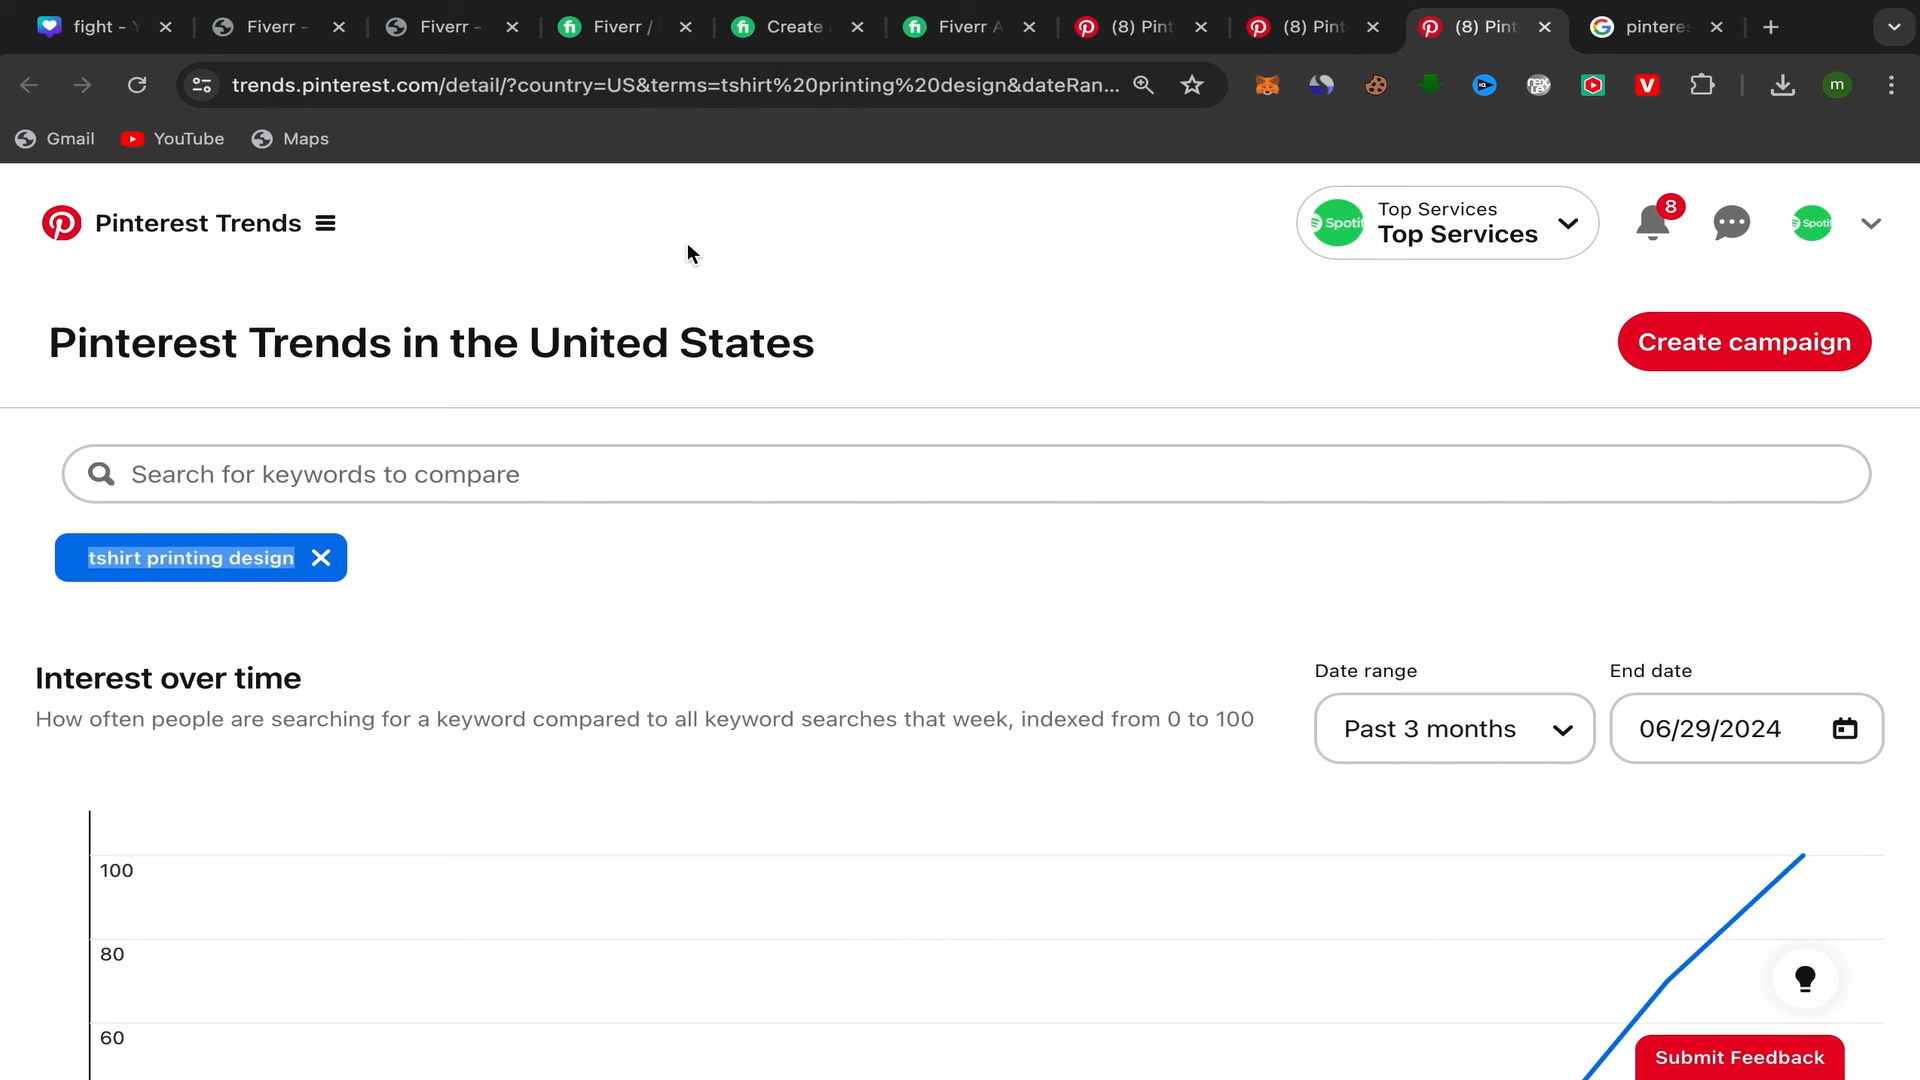 fight -
Fiverr -
Fiverr -
Fiverr /
Create
Fiverr A
(8) Pint
(8) Pint
(8) Pint
pinteres
trends.pinterest.com/detail/?country=US&terms=tshirt%20printing%20design&dateRan...
m
Gmail
YouTube
Maps
Pinterest Trends
Spotif
Top Services
Top Services
8
Spotif
Pinterest Trends in the United States
Create campaign
Search for keywords to compare
tshirt printing design
Interest over time
How often people are searching for a keyword compared to all keyword searches that week, indexed from 0 to 100
Date range
Past 3 months
End date
06/29/2024
100
80
60
Submit Feedback